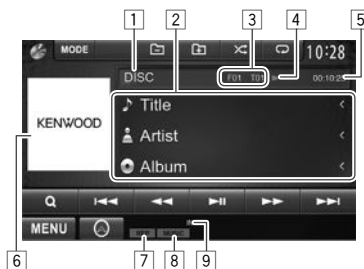 1 2 3 4 5
MODE 10:28
DISC F01 T01 00:10:25
KENWOOD
Title
Artist
Album
MENU
6 7 8 9